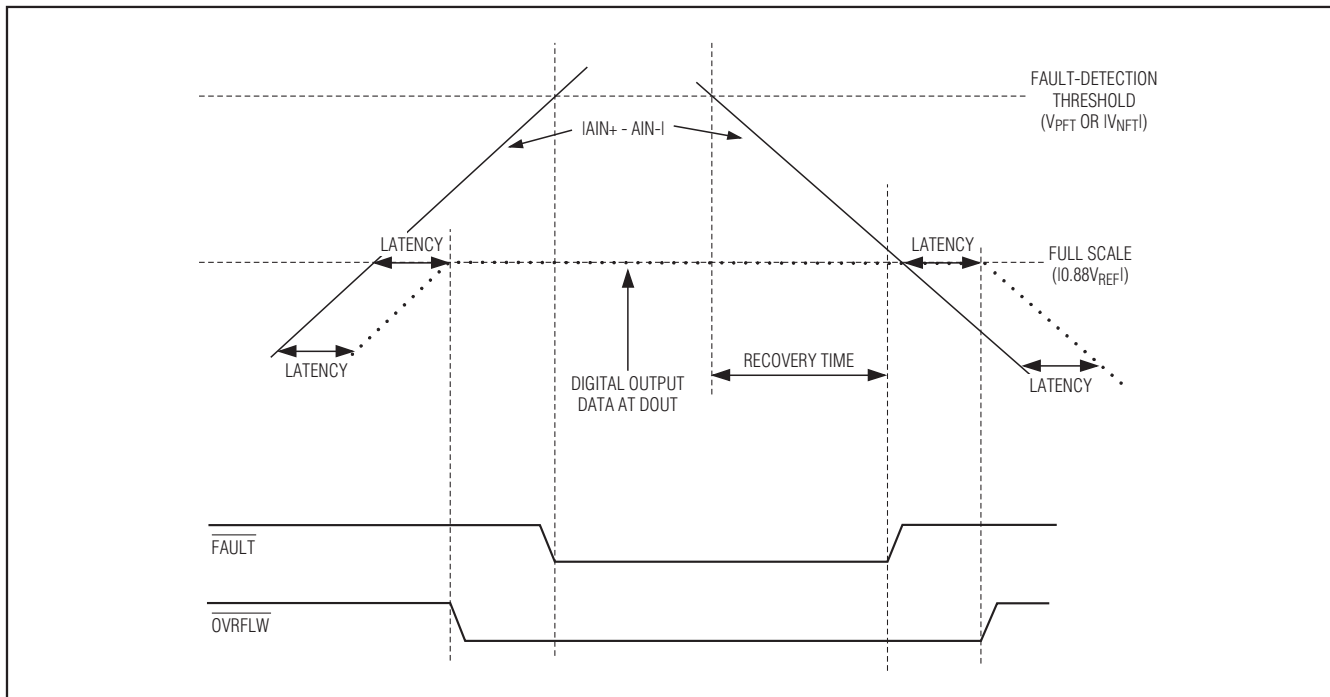 FAULT-DETECTION
THRESHOLD
(VPFT OR |VNFT|)
|AIN+ - AIN-|
LATENCY
LATENCY
FULL SCALE
(|0.88VREF|)
LATENCY
RECOVERY TIME
LATENCY
DIGITAL OUTPUT
DATA AT DOUT
FAULT
OVRFLW